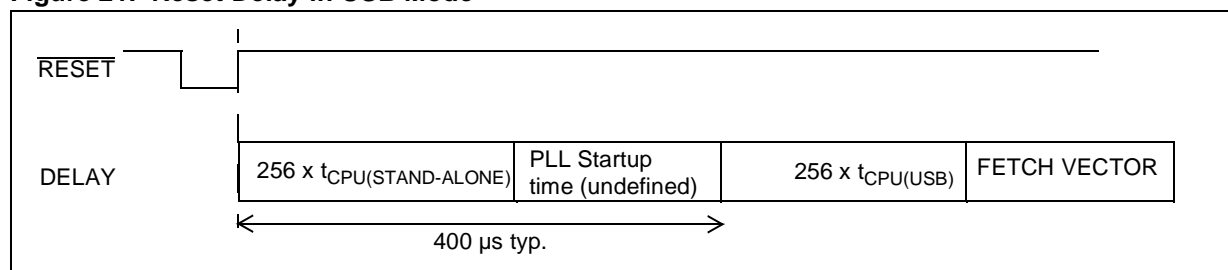 Figure 21. Reset Delay in USB Mode
RESET
DELAY
256 x tCPU(STAND-ALONE)
PLL Startup
time (undefined)
256 x tCPU(USB)
FETCH VECTOR
400 µs typ.